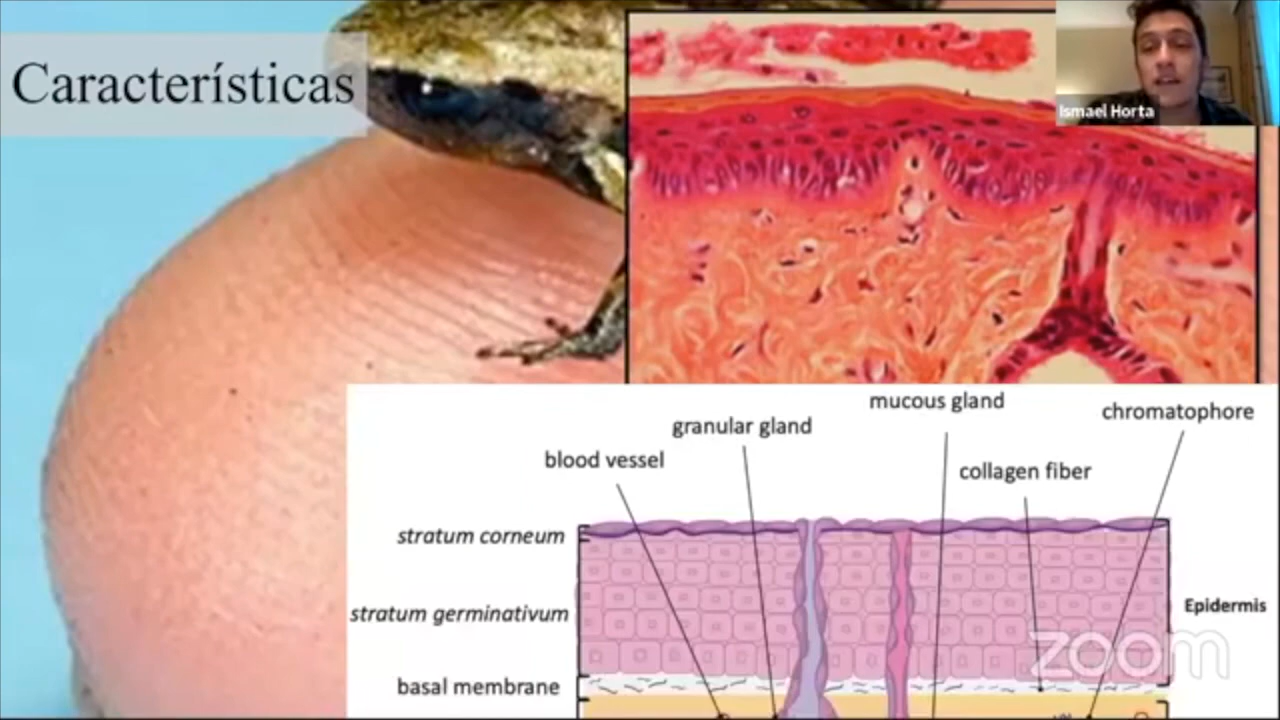 Características
Ismael Horta
mucous gland
chromatophore
granular gland
blood vessel
collagen fiber
stratum corneum
stratum germinativum
Epidermis
basal membrane
zoom